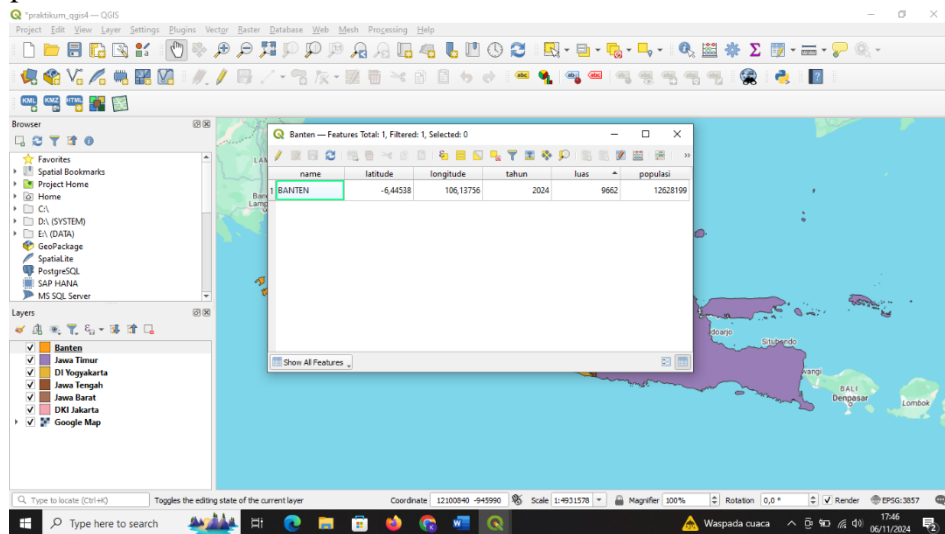 *praktikum_qgis4 — QGIS
Project Edit View Layer Settings Plugins Vector Raster Database Web Mesh Processing Help
Browser
Favorites
Spatial Bookmarks
Project Home
Home
C:\
D:\ (SYSTEM)
E:\ (DATA)
GeoPackage
SpatiaLite
PostgreSQL
SAP HANA
MS SQL Server
Layers
Banten
Jawa Timur
DI Yogyakarta
Jawa Tengah
Jawa Barat
DKI Jakarta
Google Map
Banten — Features Total: 1, Filtered: 1, Selected: 0
name latitude longitude tahun luas populasi
1 BANTEN -6,44538 106,13756 2024 9662 12628199
Show All Features
Situbondo
BALI
Denpasar
Lombok
Type to locate (Ctrl+K) Toggles the editing state of the current layer Coordinate 12100840 -945990 Scale 1:4931578 Magnifier 100% Rotation 0,0 ° Render EPSG:3857
Type here to search Waspada cuaca 17:46
06/11/2024